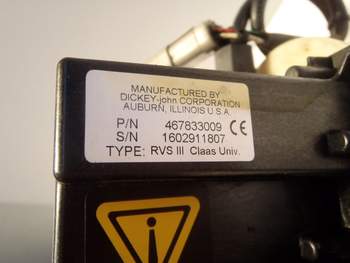 MANUFACTURED BY
DICKEY-john CORPORATION
AUBURN, ILLINOIS U.S.A.
P/N 467833009 CE
S/N 1602911807
TYPE: RVS III Claas Univ.